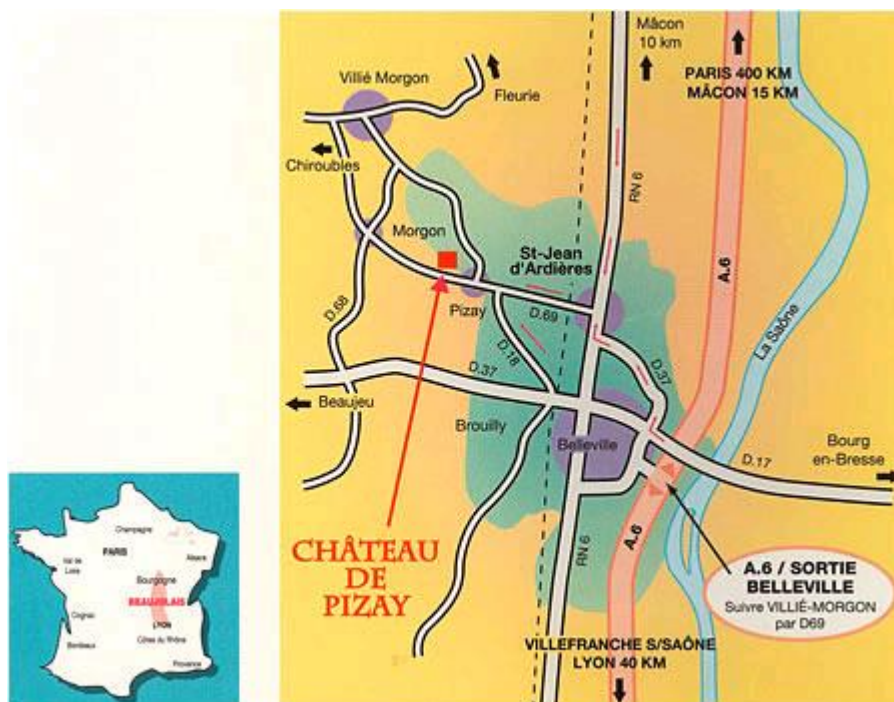 Mâcon
10 km
PARIS 400 KM
MÂCON 15 KM
Villié Morgon
Fleurie
Chiroubles
RN 6
A.6
La Saône
Morgon
St-Jean
d'Ardières
Pizay
D.69
D.68
D.18
D.37
D.37
Beaujeu
Brouilly
Belleville
Bourg
en-Bresse
D.17
RN 6
A.6
CHÂTEAU
DE
PIZAY
A.6 / SORTIE
BELLEVILLE
Suivre VILLIÉ-MORGON
par D69
VILLEFRANCHE S/SAÔNE
LYON 40 KM
Champagne
PARIS
Alsace
Val de
Loire
Bourgogne
BEAUJOLAIS
Cognac
LYON
Côtes du Rhône
Bordeaux
Provence